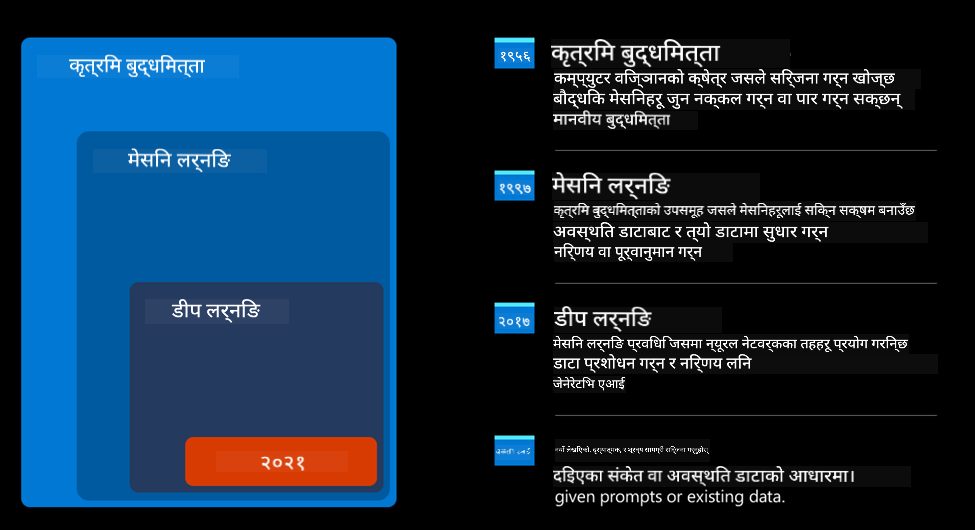 कृत्रमि बुद्धमित्ता
मेसनि लर्नङि
डीप लर्नङि
२०२१
१९५६
कृत्रमि बुद्धमित्ता
कम्प्युटर वज्ञिानको क्षेत्र जसले सर्जिना गर्न खोज्छ
बौद्धकि मेसनिहरू जुन नक्कल गर्न वा पार गर्न सक्छन्
मानवीय बुद्धमित्ता
१९९७
मेसनि लर्नङि
कृत्रमि बुद्धमित्ताको उपसमूह जसले मेसनिहरूलाई सकि्न सक्षम बनाउँछ
अवस्थति डाटाबाट र त्यो डाटामा सुधार गर्न
नरि्णय वा पूर्वानुमान गर्न
२०१७
डीप लर्नङि
मेसनि लर्नङि प्रवधिि जिसमा न्यूरल नेटवर्कका तहहरू प्रयोग गरनि्छ
डाटा प्रशोधन गर्न र नरि्णय लनि
जेनेरेटभि एआई
दइिएका संकेत वा अवस्थति डाटाको आधारमा।
given prompts or existing data.